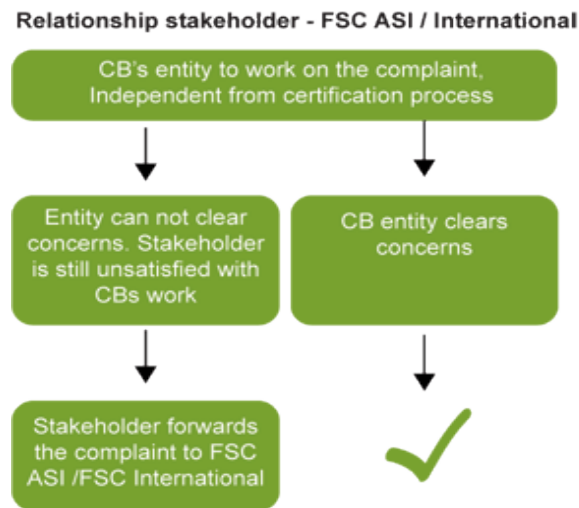 Relationship stakeholder - FSC ASI / International
CB's entity to work on the complaint,
Independent from certification process
Entity can not clear
concerns. Stakeholder
is still unsatisfied with
CBs work
CB entity clears
concerns
Stakeholder forwards
the complaint to FSC
ASI /FSC International